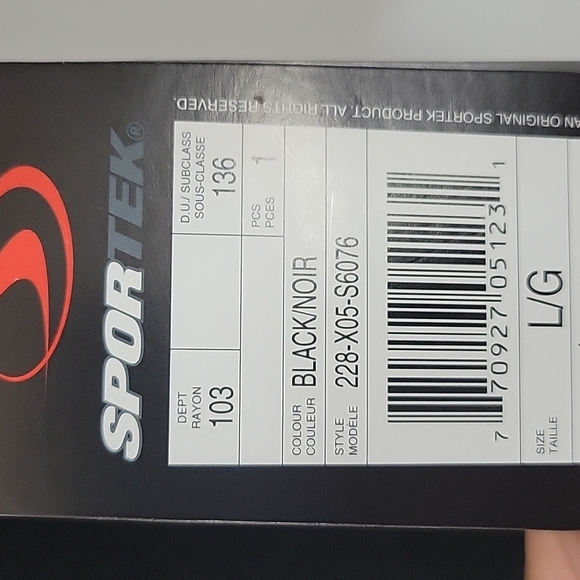 AN ORIGINAL SPORTEK PRODUCT. ALL RIGHTS RESERVED.
SPORTEK®
DEPT
RAYON
103
D.U./ SUBCLASS
SOUS-CLASSE
136
PCS
PCES
1
COLOUR
COULEUR
BLACK/NOIR
STYLE
MODÈLE
228-X05-S6076
7 70927 05123 1
SIZE
TAILLE
L/G